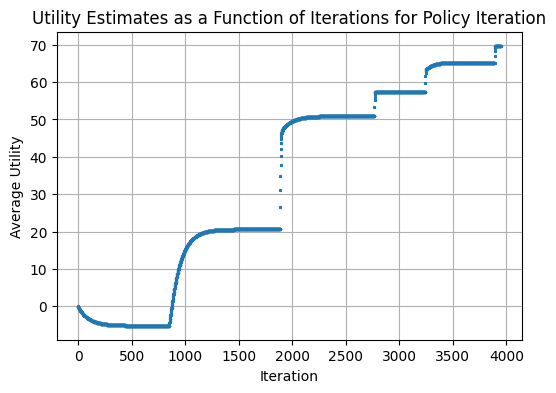 Utility Estimates as a Function of Iterations for Policy Iteration
70
60
50
40
30
20
10
0
Average Utility
0 500 1000 1500 2000 2500 3000 3500 4000
Iteration